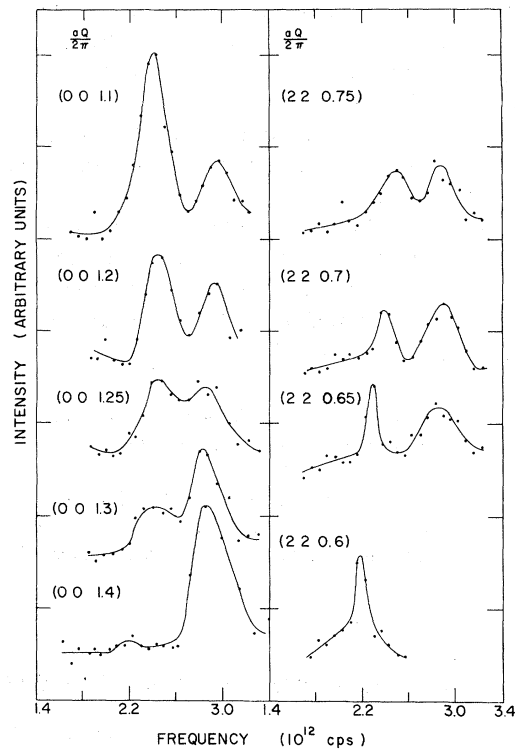 aQ
2π
aQ
2π
(0 0 1.1)
(2 2 0.75)
(0 0 1.2)
(2 2 0.7)
(0 0 1.25)
(2 2 0.65)
(0 0 1.3)
(2 2 0.6)
(0 0 1.4)
INTENSITY (ARBITRARY UNITS)
1.4 2.2 3.0 1.4 2.2 3.0 3.4
FREQUENCY (10¹² cps)